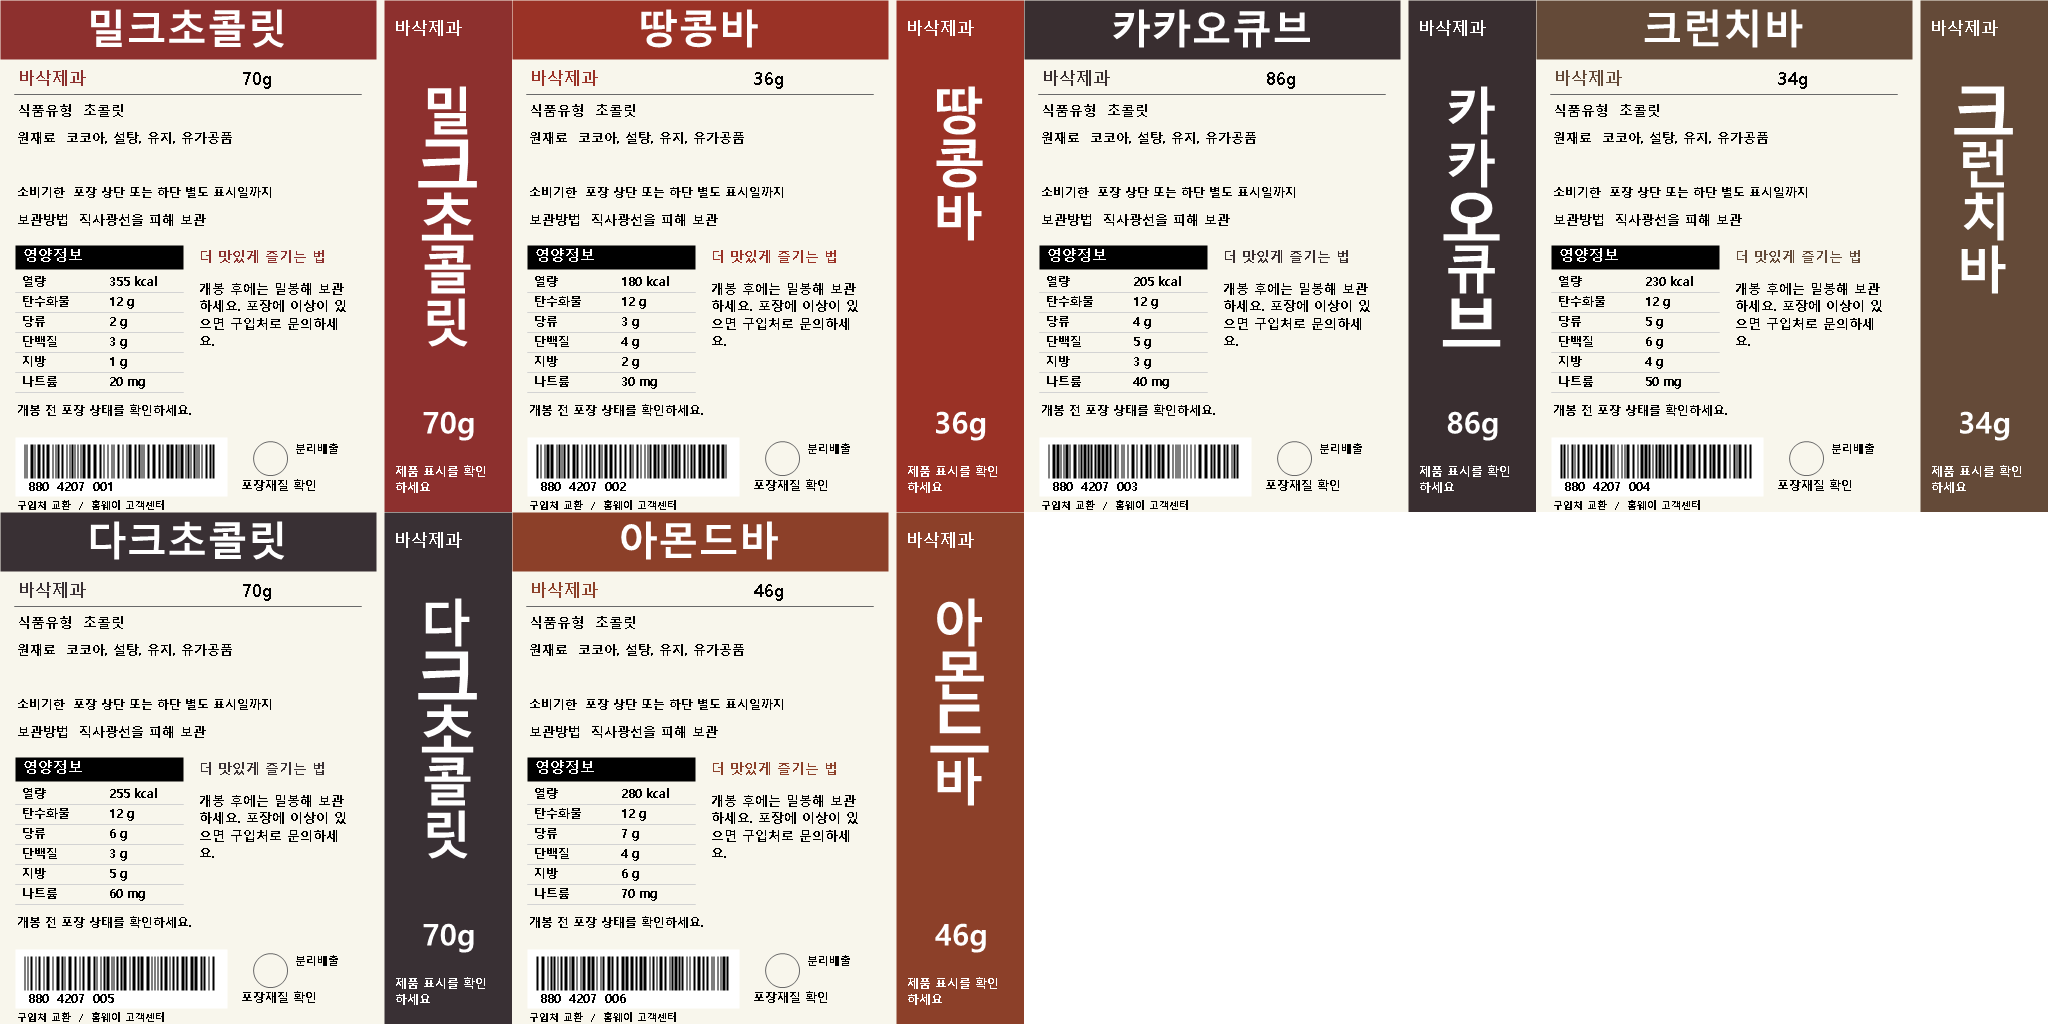 밀크초콜릿
바삭제과 70g
식품유형 초콜릿
원재료 코코아, 설탕, 유지, 유가공품
소비기한 포장 상단 또는 하단 별도 표시일까지
보관방법 직사광선을 피해 보관
영양정보
열량 355 kcal
탄수화물 12 g
당류 2 g
단백질 3 g
지방 1 g
나트륨 20 mg
더 맛있게 즐기는 법
개봉 후에는 밀봉해 보관
하세요. 포장에 이상이 있
으면 구입처로 문의하세
요.
개봉 전 포장 상태를 확인하세요.
880 4207 001
분리배출
포장재질 확인
구입처 교환 / 홈웨이 고객센터
바삭제과
밀크초콜릿
70g
제품 표시를 확인
하세요
땅콩바
바삭제과 36g
식품유형 초콜릿
원재료 코코아, 설탕, 유지, 유가공품
소비기한 포장 상단 또는 하단 별도 표시일까지
보관방법 직사광선을 피해 보관
영양정보
열량 180 kcal
탄수화물 12 g
당류 3 g
단백질 4 g
지방 2 g
나트륨 30 mg
더 맛있게 즐기는 법
개봉 후에는 밀봉해 보관
하세요. 포장에 이상이 있
으면 구입처로 문의하세
요.
개봉 전 포장 상태를 확인하세요.
880 4207 002
분리배출
포장재질 확인
구입처 교환 / 홈웨이 고객센터
바삭제과
땅콩바
36g
제품 표시를 확인
하세요
카카오큐브
바삭제과 86g
식품유형 초콜릿
원재료 코코아, 설탕, 유지, 유가공품
소비기한 포장 상단 또는 하단 별도 표시일까지
보관방법 직사광선을 피해 보관
영양정보
열량 205 kcal
탄수화물 12 g
당류 4 g
단백질 5 g
지방 3 g
나트륨 40 mg
더 맛있게 즐기는 법
개봉 후에는 밀봉해 보관
하세요. 포장에 이상이 있
으면 구입처로 문의하세
요.
개봉 전 포장 상태를 확인하세요.
880 4207 003
분리배출
포장재질 확인
구입처 교환 / 홈웨이 고객센터
바삭제과
카카오큐브
86g
제품 표시를 확인
하세요
크런치바
바삭제과 34g
식품유형 초콜릿
원재료 코코아, 설탕, 유지, 유가공품
소비기한 포장 상단 또는 하단 별도 표시일까지
보관방법 직사광선을 피해 보관
영양정보
열량 230 kcal
탄수화물 12 g
당류 5 g
단백질 6 g
지방 4 g
나트륨 50 mg
더 맛있게 즐기는 법
개봉 후에는 밀봉해 보관
하세요. 포장에 이상이 있
으면 구입처로 문의하세
요.
개봉 전 포장 상태를 확인하세요.
880 4207 004
분리배출
포장재질 확인
구입처 교환 / 홈웨이 고객센터
바삭제과
크런치바
34g
제품 표시를 확인
하세요
다크초콜릿
바삭제과 70g
식품유형 초콜릿
원재료 코코아, 설탕, 유지, 유가공품
소비기한 포장 상단 또는 하단 별도 표시일까지
보관방법 직사광선을 피해 보관
영양정보
열량 255 kcal
탄수화물 12 g
당류 6 g
단백질 3 g
지방 5 g
나트륨 60 mg
더 맛있게 즐기는 법
개봉 후에는 밀봉해 보관
하세요. 포장에 이상이 있
으면 구입처로 문의하세
요.
개봉 전 포장 상태를 확인하세요.
880 4207 005
분리배출
포장재질 확인
구입처 교환 / 홈웨이 고객센터
바삭제과
다크초콜릿
70g
제품 표시를 확인
하세요
아몬드바
바삭제과 46g
식품유형 초콜릿
원재료 코코아, 설탕, 유지, 유가공품
소비기한 포장 상단 또는 하단 별도 표시일까지
보관방법 직사광선을 피해 보관
영양정보
열량 280 kcal
탄수화물 12 g
당류 7 g
단백질 4 g
지방 6 g
나트륨 70 mg
더 맛있게 즐기는 법
개봉 후에는 밀봉해 보관
하세요. 포장에 이상이 있
으면 구입처로 문의하세
요.
개봉 전 포장 상태를 확인하세요.
880 4207 006
분리배출
포장재질 확인
구입처 교환 / 홈웨이 고객센터
바삭제과
아몬드바
46g
제품 표시를 확인
하세요